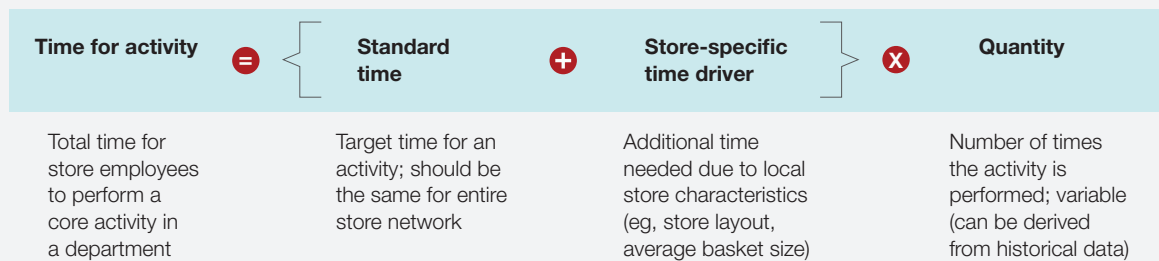 Time for activity
=
Standard
time
+
Store-specific
time driver
X
Quantity
Total time for
store employees
to perform a
core activity in
a department
Target time for an
activity; should be
the same for entire
store network
Additional time
needed due to local
store characteristics
(eg, store layout,
average basket size)
Number of times
the activity is
performed; variable
(can be derived
from historical data)